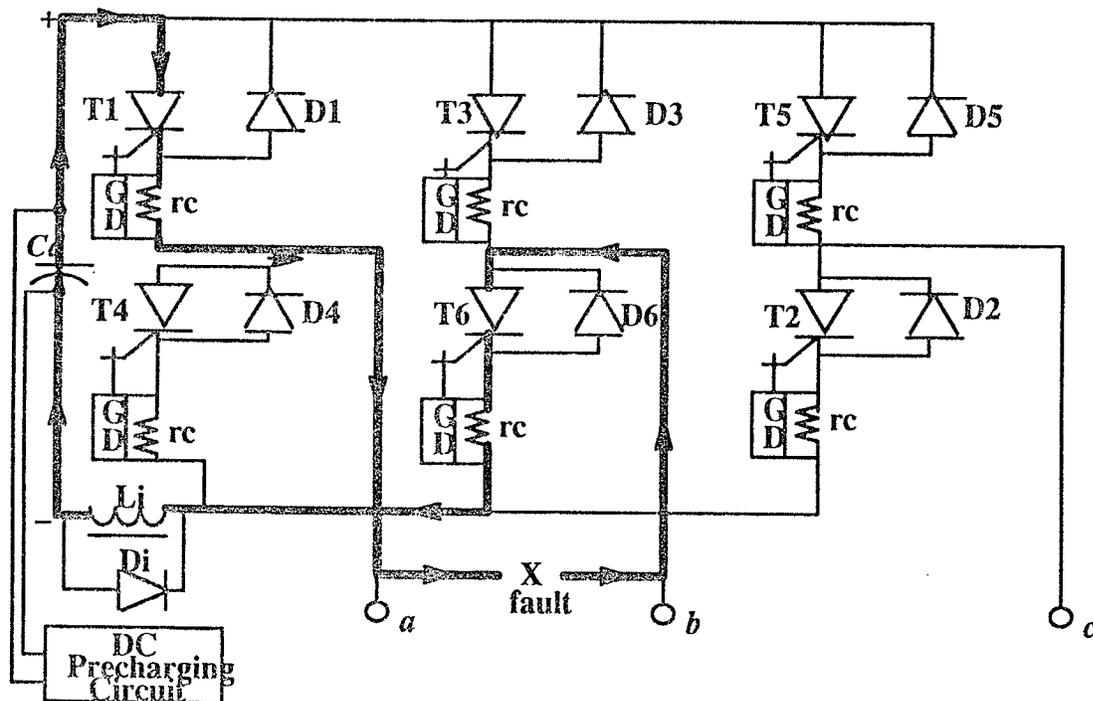 +
T1
D1
T3
D3
T5
D5
G
D
rc
G
D
rc
G
D
rc
T4
D4
T6
D6
T2
D2
G
D
rc
G
D
rc
G
D
rc
Li
−
Di
X
fault
a
b
c
DC
Precharging
Circuit